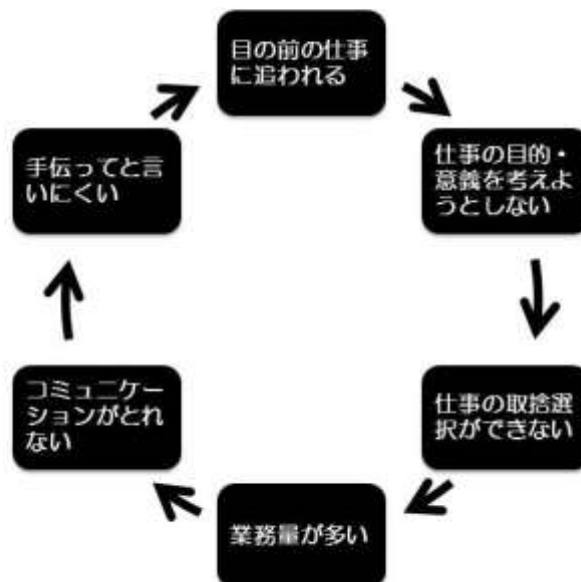 目の前の仕事
に追われる
仕事の目的・
意義を考えよ
うとしない
仕事の取捨選
択ができない
業務量が多い
コミュニケー
ションがとれ
ない
手伝ってと言
いにくい